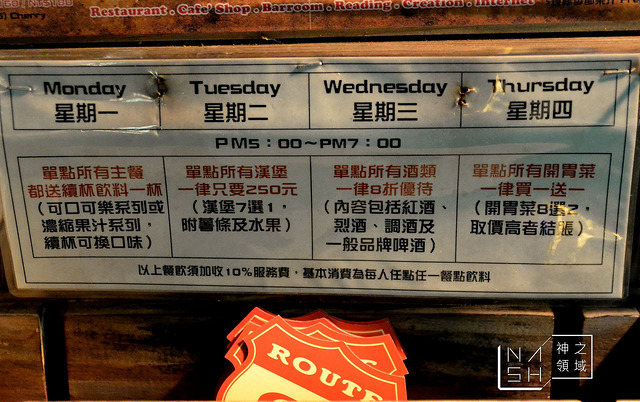 Restaurant . Cafe' Shop . Barroom . Reading . Creation . Internet
Cherry
Monday
星期一
Tuesday
星期二
Wednesday
星期三
Thursday
星期四
PM5：00～PM7：00
單點所有主餐
都送續杯飲料一杯
（可口可樂系列或
濃縮果汁系列，
續杯可換口味）
單點所有漢堡
一律只要250元
（漢堡7選1，
附薯條及水果）
單點所有酒類
一律8折優待
（內容包括紅酒、
烈酒、調酒及
一般品牌啤酒）
單點所有開胃菜
一律買一送一
（開胃菜8選2，
取價高者結賬）
以上餐飲須加收10%服務費，基本消費為每人任點任一餐點飲料
ROUTE
NASH
神之
領域